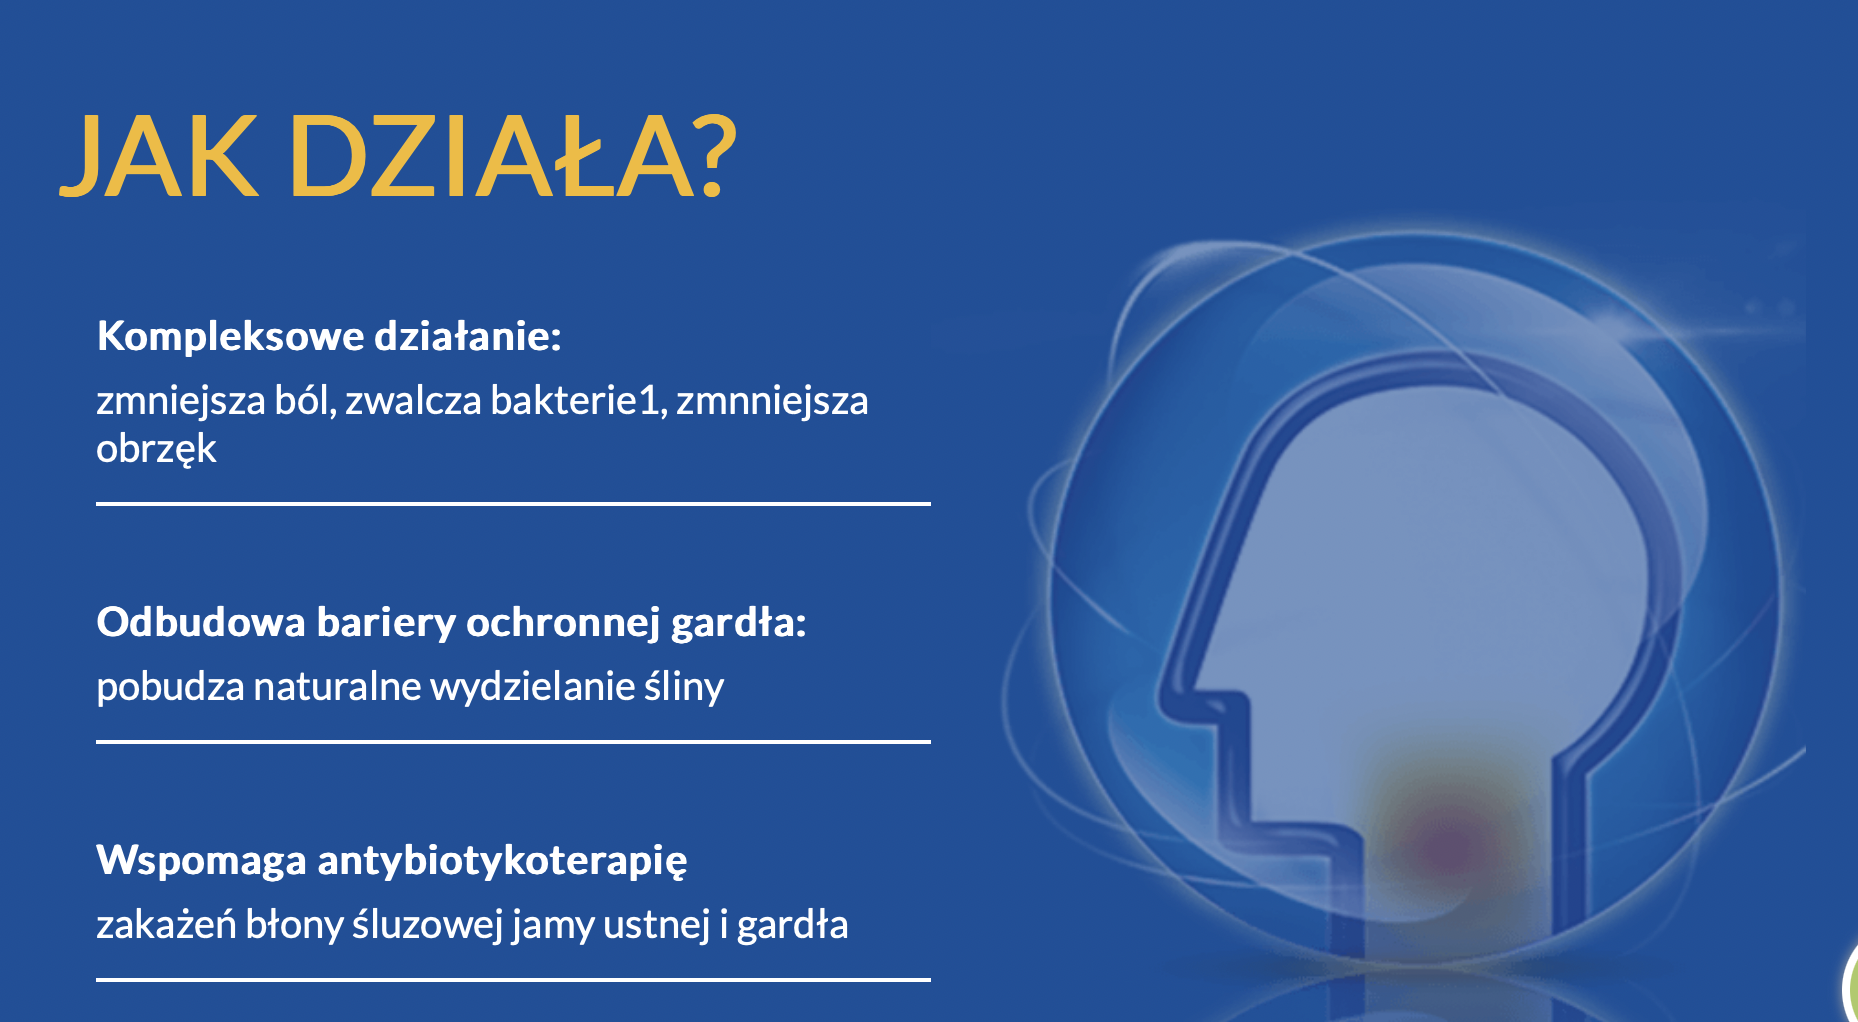 JAK DZIAŁA?
Kompleksowe działanie:
zmniejsza ból, zwalcza bakterie1, zmnniejsza
obrzęk
Odbudowa bariery ochronnej gardła:
pobudza naturalne wydzielanie śliny
Wspomaga antybiotykoterapię
zakażeń błony śluzowej jamy ustnej i gardła